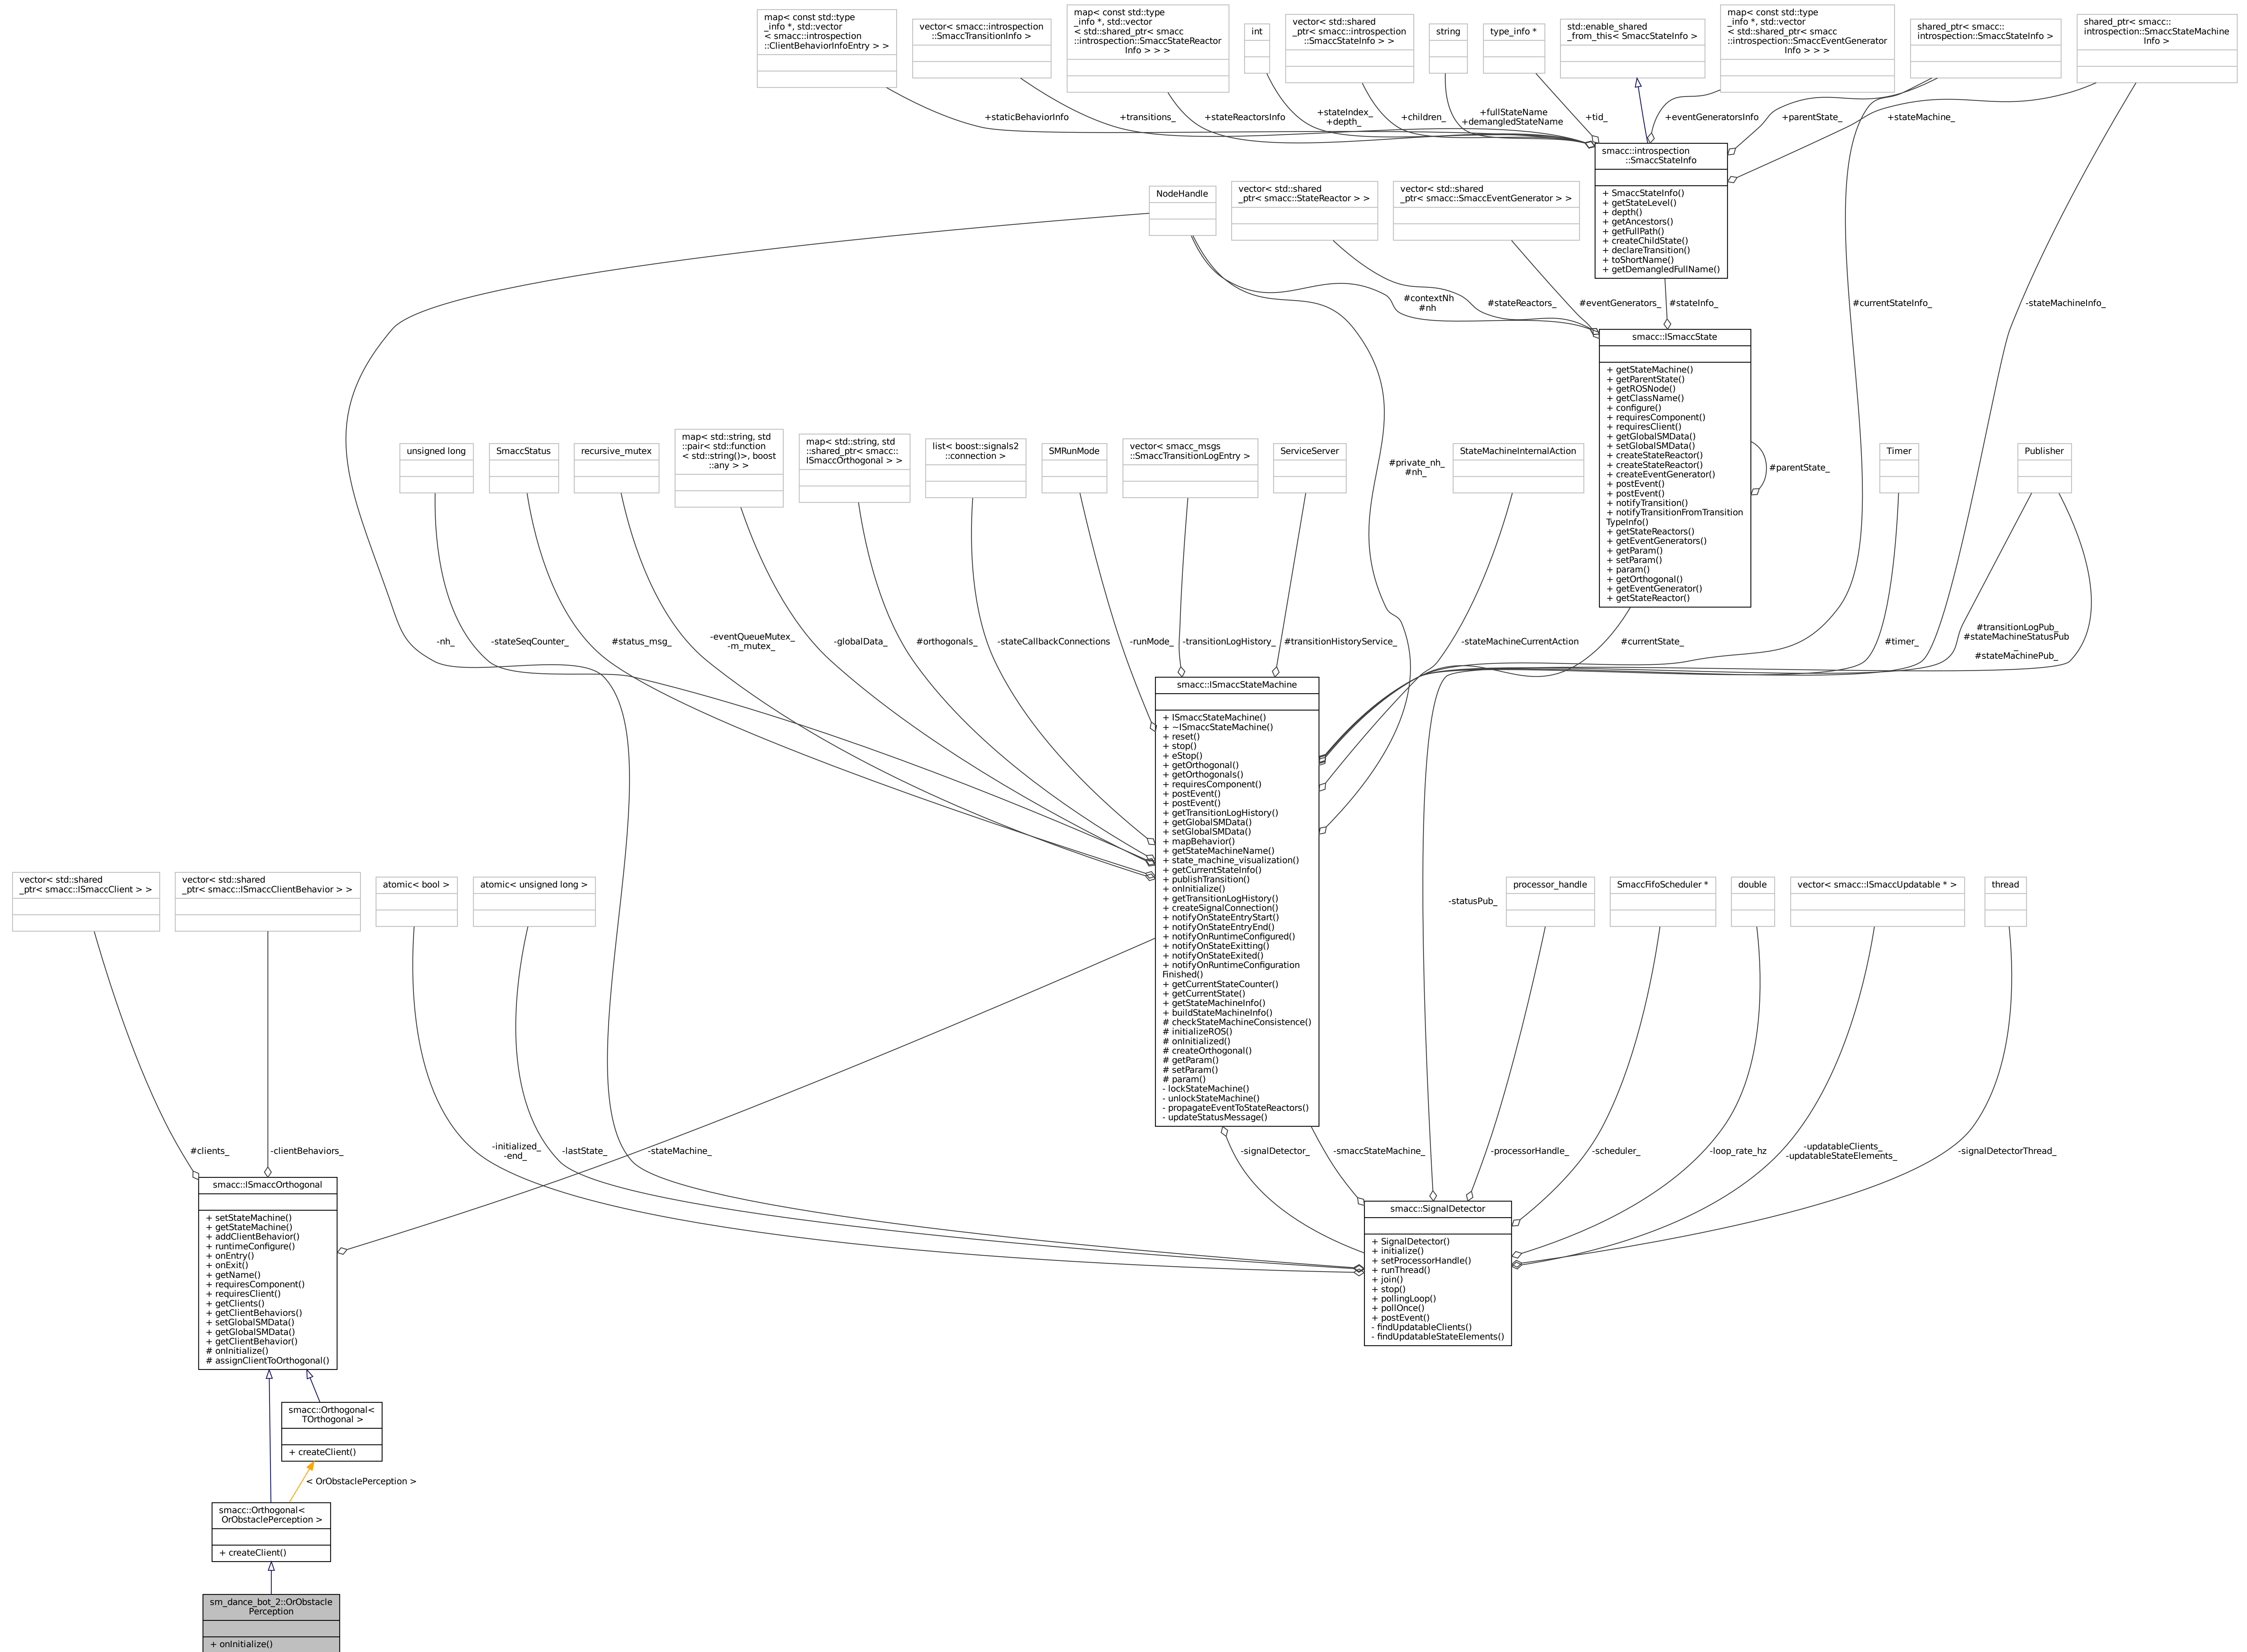 map< const std::type
_info *, std::vector
< smacc::introspection
::ClientBehaviorInfoEntry > >
vector< smacc::introspection
::SmaccTransitionInfo >
map< const std::type
_info *, std::vector
< std::shared_ptr< smacc
::introspection::SmaccStateReactor
Info > > >
int
vector< std::shared
_ptr< smacc::introspection
::SmaccStateInfo > >
string
type_info *
std::enable_shared
_from_this< SmaccStateInfo >
map< const std::type
_info *, std::vector
< std::shared_ptr< smacc
::introspection::SmaccEventGenerator
Info > > >
shared_ptr< smacc::
introspection::SmaccStateInfo >
shared_ptr< smacc::
introspection::SmaccStateMachine
Info >
+staticBehaviorInfo
+transitions_
+stateReactorsInfo
+stateIndex_
+depth_
+children_
+fullStateName
+demangledStateName
+tid_
+eventGeneratorsInfo
+parentState_
+stateMachine_
smacc::introspection
::SmaccStateInfo
+ SmaccStateInfo()
+ getStateLevel()
+ depth()
+ getAncestors()
+ getFullPath()
+ createChildState()
+ declareTransition()
+ toShortName()
+ getDemangledFullName()
NodeHandle
vector< std::shared
_ptr< smacc::StateReactor > >
vector< std::shared
_ptr< smacc::SmaccEventGenerator > >
#contextNh
#nh
#stateReactors_
#eventGenerators_
#stateInfo_
#currentStateInfo_
-stateMachineInfo_
smacc::ISmaccState
+ getStateMachine()
+ getParentState()
+ getROSNode()
+ getClassName()
+ configure()
+ requiresComponent()
+ requiresClient()
+ getGlobalSMData()
+ setGlobalSMData()
+ createStateReactor()
+ createStateReactor()
+ createEventGenerator()
+ postEvent()
+ postEvent()
+ notifyTransition()
+ notifyTransitionFromTransition
TypeInfo()
+ getStateReactors()
+ getEventGenerators()
+ getParam()
+ setParam()
+ param()
+ getOrthogonal()
+ getEventGenerator()
+ getStateReactor()
#parentState_
unsigned long
SmaccStatus
recursive_mutex
map< std::string, std
::pair< std::function
< std::string()>, boost
::any > >
map< std::string, std
::shared_ptr< smacc::
ISmaccOrthogonal > >
list< boost::signals2
::connection >
SMRunMode
vector< smacc_msgs
::SmaccTransitionLogEntry >
ServiceServer
#private_nh_
#nh_
StateMachineInternalAction
Timer
Publisher
-nh_
-stateSeqCounter_
#status_msg_
-eventQueueMutex_
-m_mutex_
-globalData_
#orthogonals_
-stateCallbackConnections
-runMode_
-transitionLogHistory_
#transitionHistoryService_
-stateMachineCurrentAction
#currentState_
#timer_
#transitionLogPub_
#stateMachineStatusPub
_
#stateMachinePub_
smacc::ISmaccStateMachine
+ ISmaccStateMachine()
+ ~ISmaccStateMachine()
+ reset()
+ stop()
+ eStop()
+ getOrthogonal()
+ getOrthogonals()
+ requiresComponent()
+ postEvent()
+ postEvent()
+ getTransitionLogHistory()
+ getGlobalSMData()
+ setGlobalSMData()
+ mapBehavior()
+ getStateMachineName()
+ state_machine_visualization()
+ getCurrentStateInfo()
+ publishTransition()
+ onInitialize()
+ getTransitionLogHistory()
+ createSignalConnection()
+ notifyOnStateEntryStart()
+ notifyOnStateEntryEnd()
+ notifyOnRuntimeConfigured()
+ notifyOnStateExitting()
+ notifyOnStateExited()
+ notifyOnRuntimeConfiguration
Finished()
+ getCurrentStateCounter()
+ getCurrentState()
+ getStateMachineInfo()
+ buildStateMachineInfo()
# checkStateMachineConsistence()
# initializeROS()
# onInitialized()
# createOrthogonal()
# getParam()
# setParam()
# param()
- lockStateMachine()
- unlockStateMachine()
- propagateEventToStateReactors()
- updateStatusMessage()
vector< std::shared
_ptr< smacc::ISmaccClient > >
vector< std::shared
_ptr< smacc::ISmaccClientBehavior > >
atomic< bool >
atomic< unsigned long >
-statusPub_
processor_handle
SmaccFifoScheduler *
double
vector< smacc::ISmaccUpdatable * >
thread
#clients_
-clientBehaviors_
-initialized_
-end_
-lastState_
-stateMachine_
-signalDetector_
-smaccStateMachine_
-processorHandle_
-scheduler_
-loop_rate_hz
-updatableClients_
-updatableStateElements_
-signalDetectorThread_
smacc::ISmaccOrthogonal
+ setStateMachine()
+ getStateMachine()
+ addClientBehavior()
+ runtimeConfigure()
+ onEntry()
+ onExit()
+ getName()
+ requiresComponent()
+ requiresClient()
+ getClients()
+ getClientBehaviors()
+ setGlobalSMData()
+ getGlobalSMData()
+ getClientBehavior()
# onInitialize()
# assignClientToOrthogonal()
smacc::SignalDetector
+ SignalDetector()
+ initialize()
+ setProcessorHandle()
+ runThread()
+ join()
+ stop()
+ pollingLoop()
+ pollOnce()
+ postEvent()
- findUpdatableClients()
- findUpdatableStateElements()
smacc::Orthogonal<
TOrthogonal >
+ createClient()
< OrObstaclePerception >
smacc::Orthogonal<
OrObstaclePerception >
+ createClient()
sm_dance_bot_2::OrObstacle
Perception
+ onInitialize()